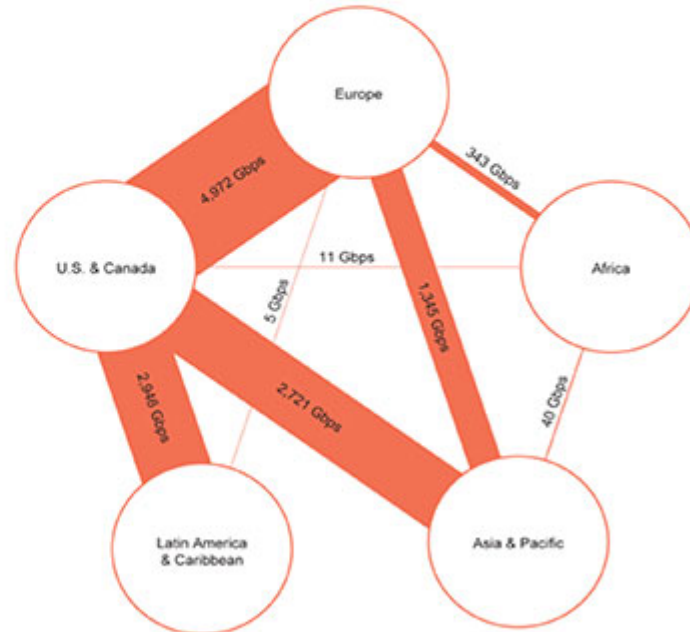 Europe
4,972 Gbps
343 Gbps
U.S. & Canada
11 Gbps
Africa
5 Gbps
1,345 Gbps
2,946 Gbps
2,721 Gbps
40 Gbps
Latin America
& Caribbean
Asia & Pacific